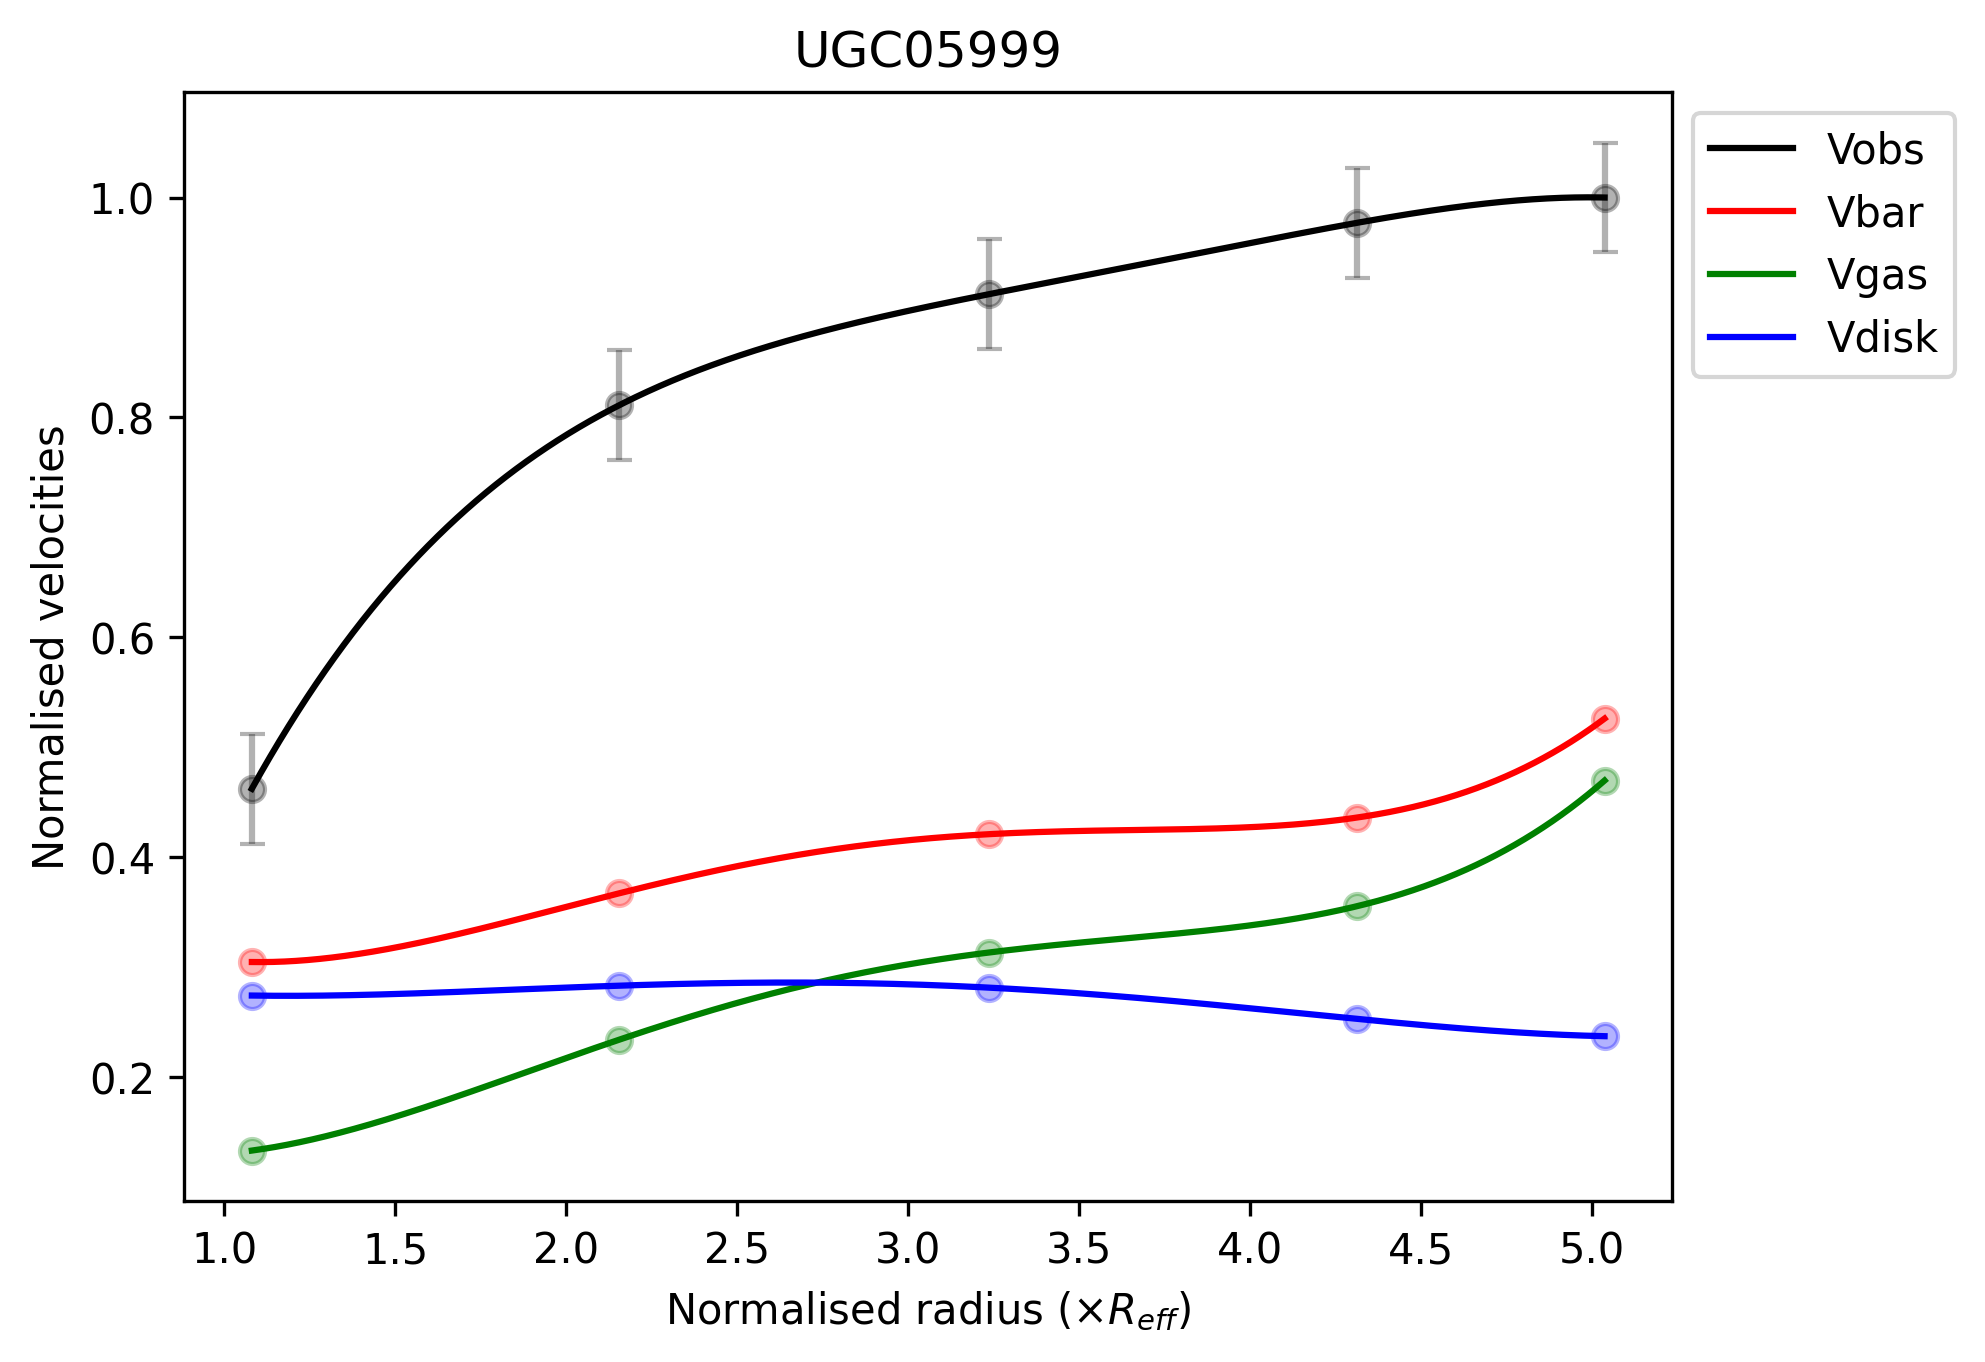 UGC05999
Vobs
Vbar
Vgas
Vdisk
Normalised velocities
1.0
0.8
0.6
0.4
0.2
1.0 1.5 2.0 2.5 3.0 3.5 4.0 4.5 5.0
Normalised radius (×R_eff)